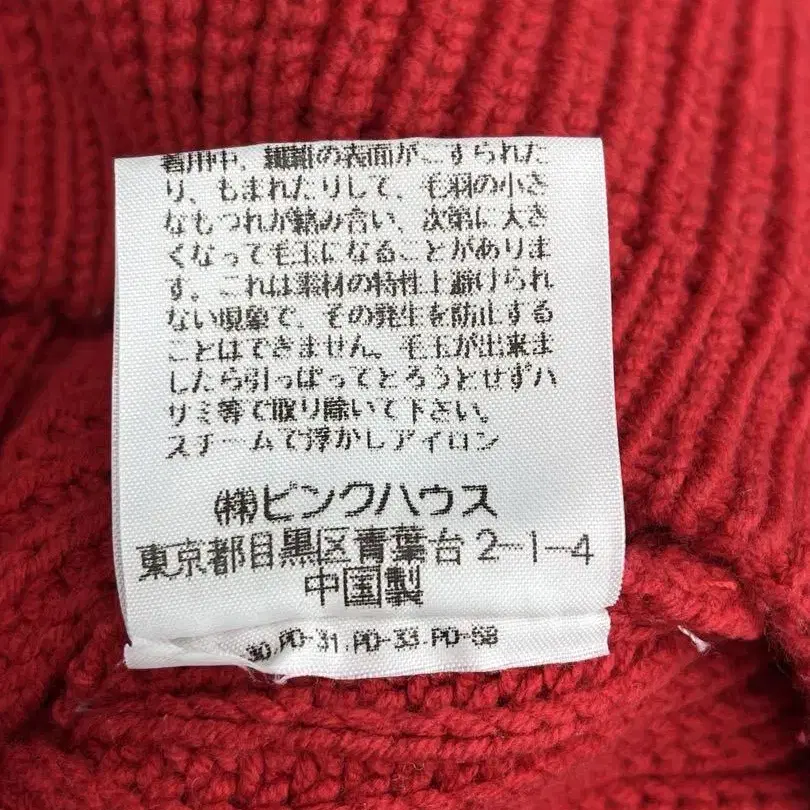 着用中、繊維の表面がこすられた
り、もまれたりして、毛羽の小さ
なもつれが絡み合い、次第に大き
くなって毛玉になることがありま
す。これは素材の特性上避けられ
ない現象で、その発生を防止する
ことはできません。毛玉が出来ま
したら引っぱってとろうとせずハ
サミ等で取り除いて下さい。
スチームで浮かしアイロン
(株)ピンクハウス
東京都目黒区青葉台2-1-4
中国製
30.PD-31.PD-33.PD-58